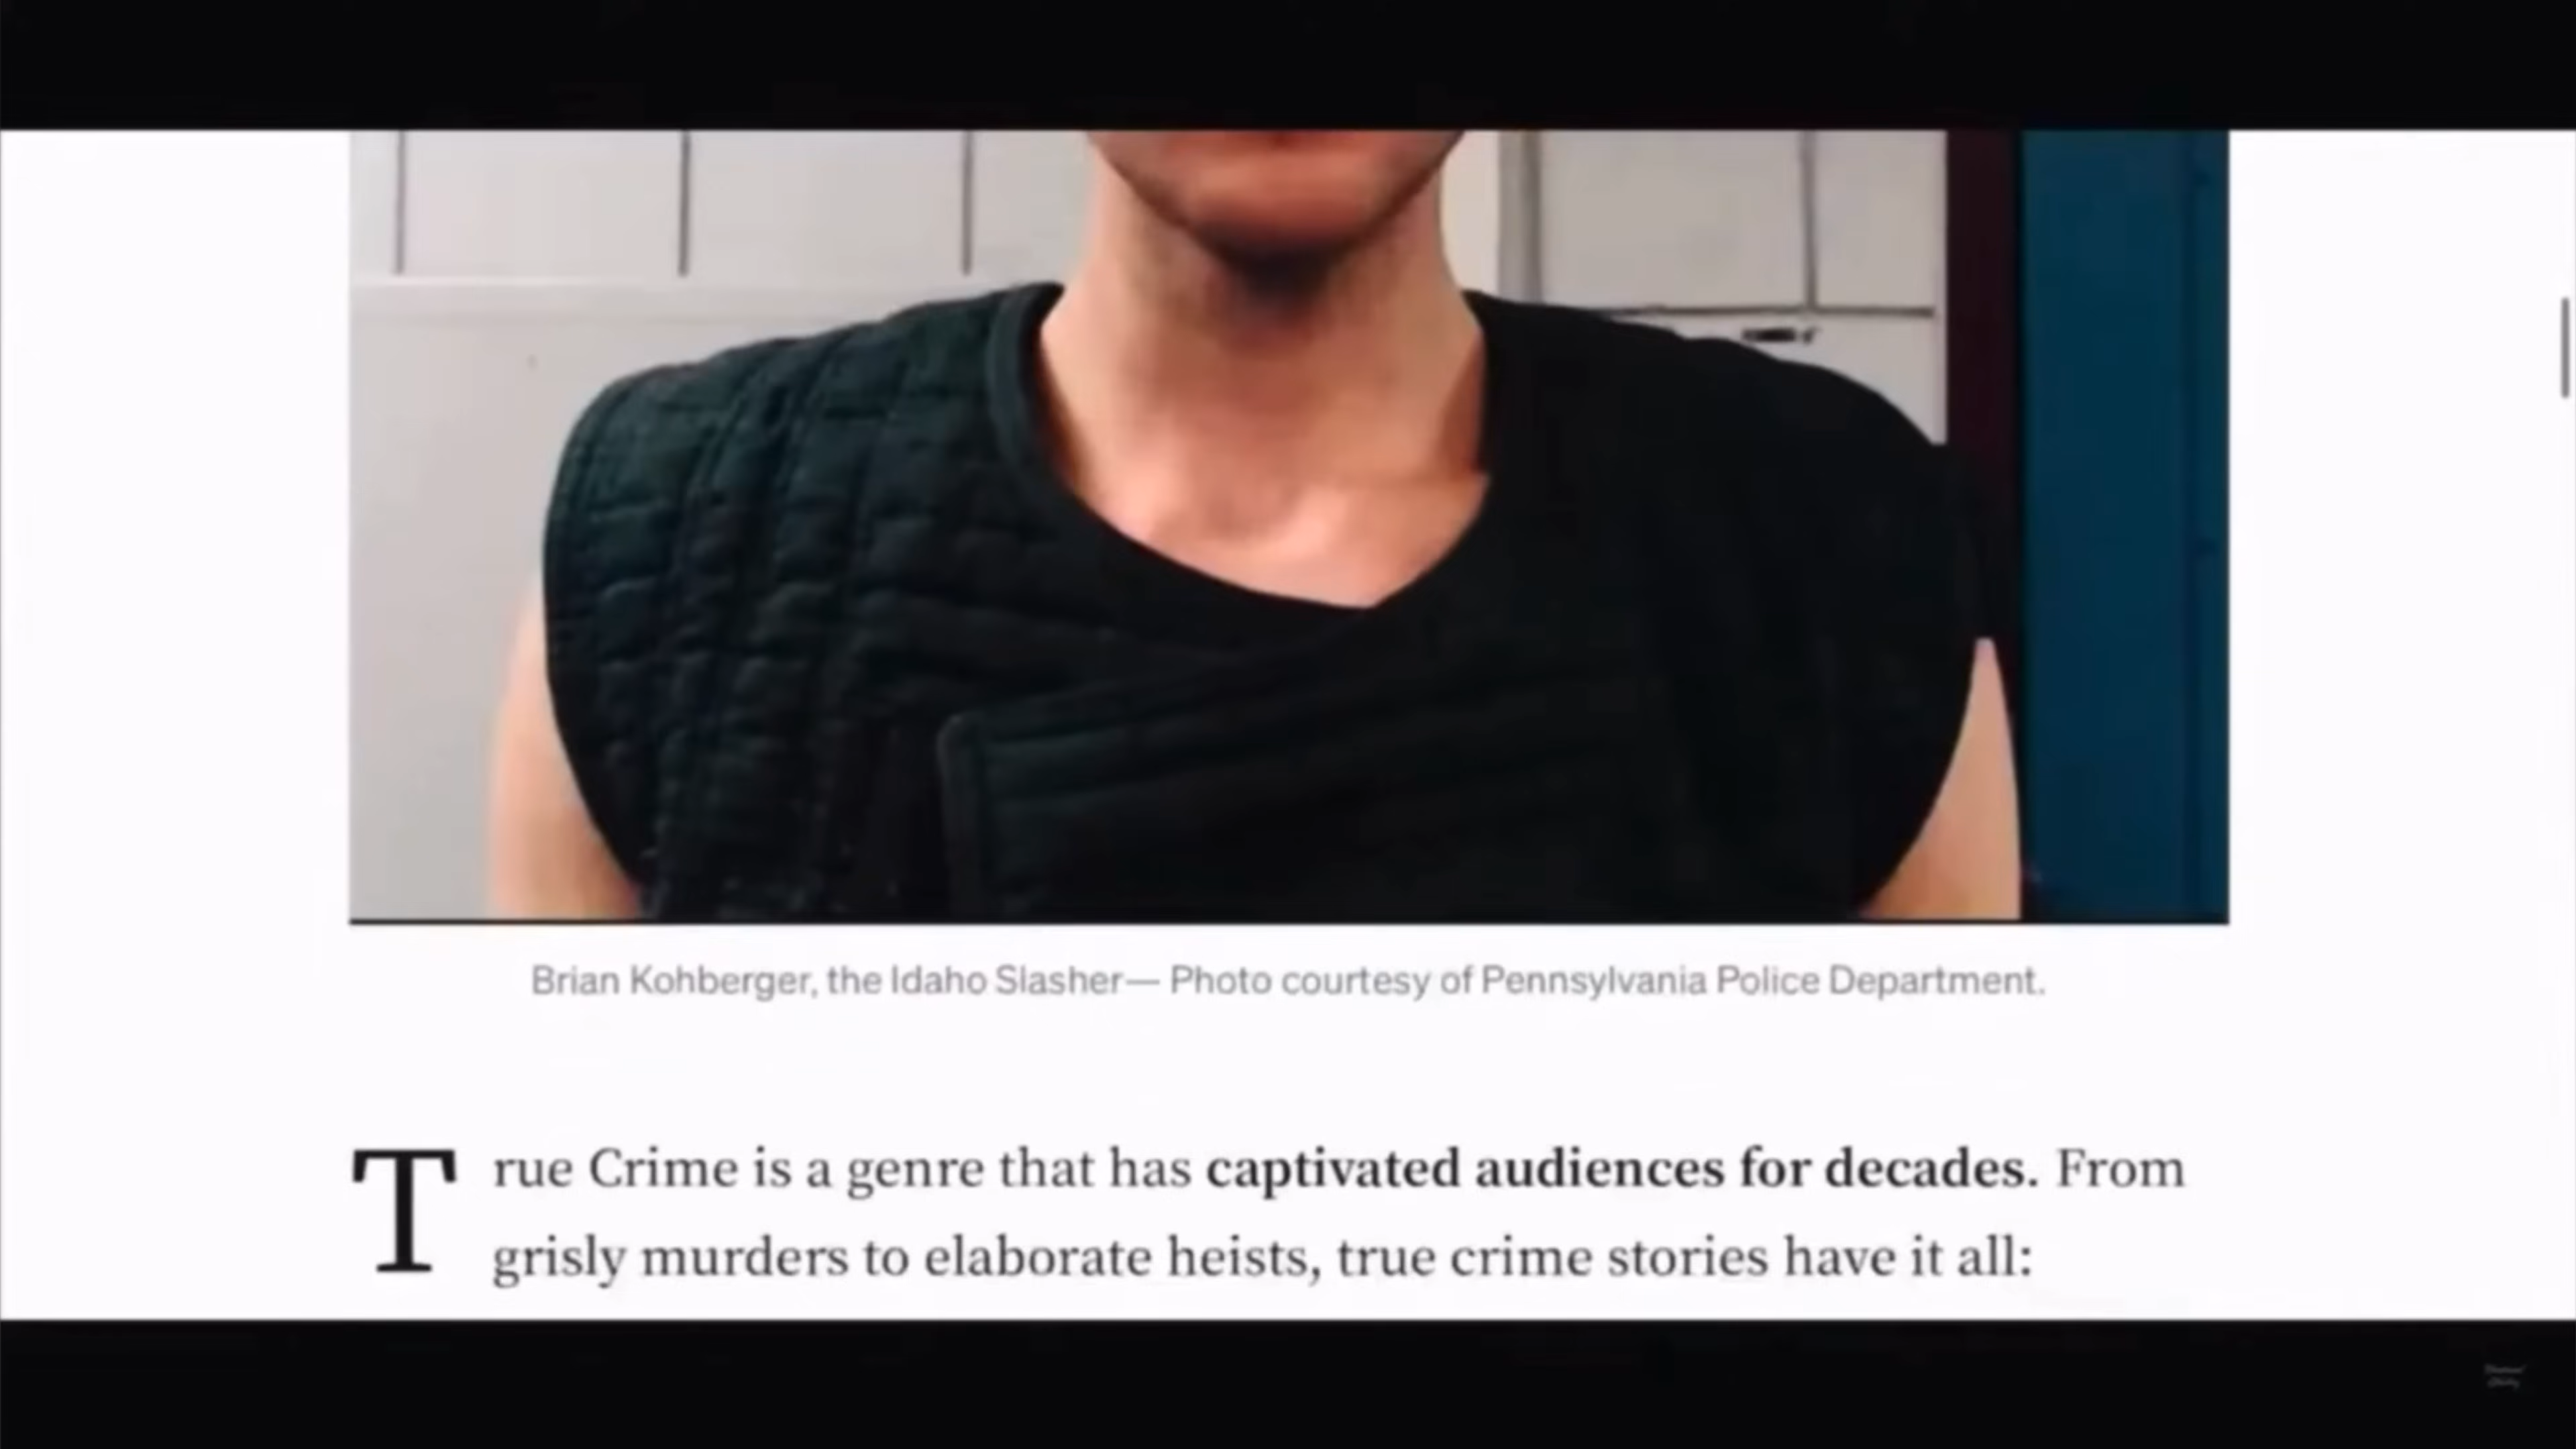 Brian Kohberger, the Idaho Slasher— Photo courtesy of Pennsylvania Police Department.
True Crime is a genre that has captivated audiences for decades. From
grisly murders to elaborate heists, true crime stories have it all: